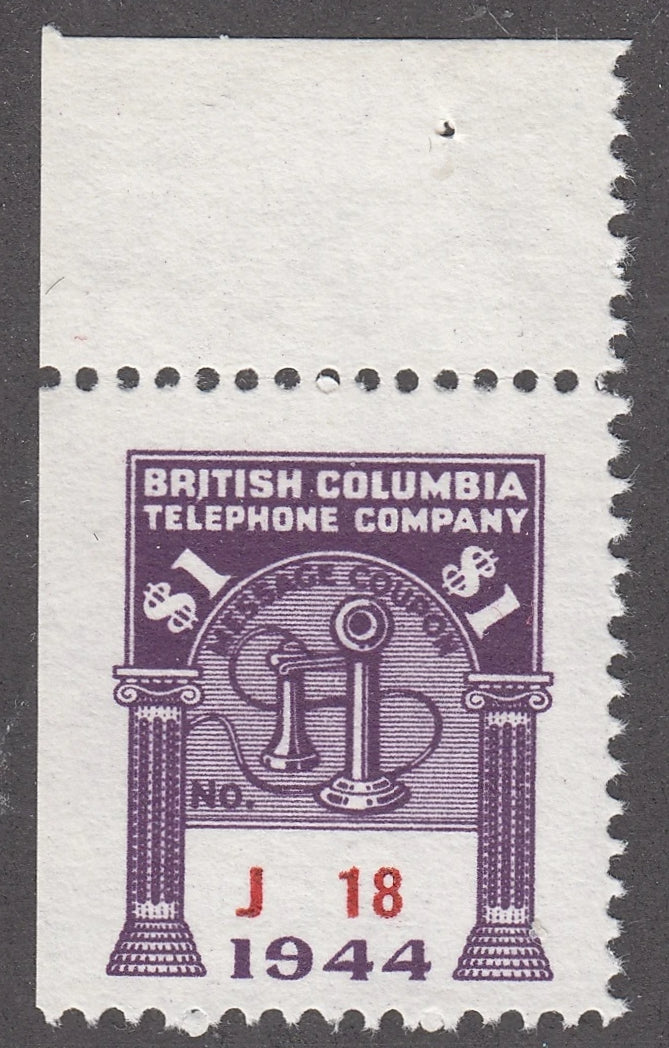 BRITISH COLUMBIA
TELEPHONE COMPANY
$1 $1
MESSAGE COUPON
NO.
J 18
1944